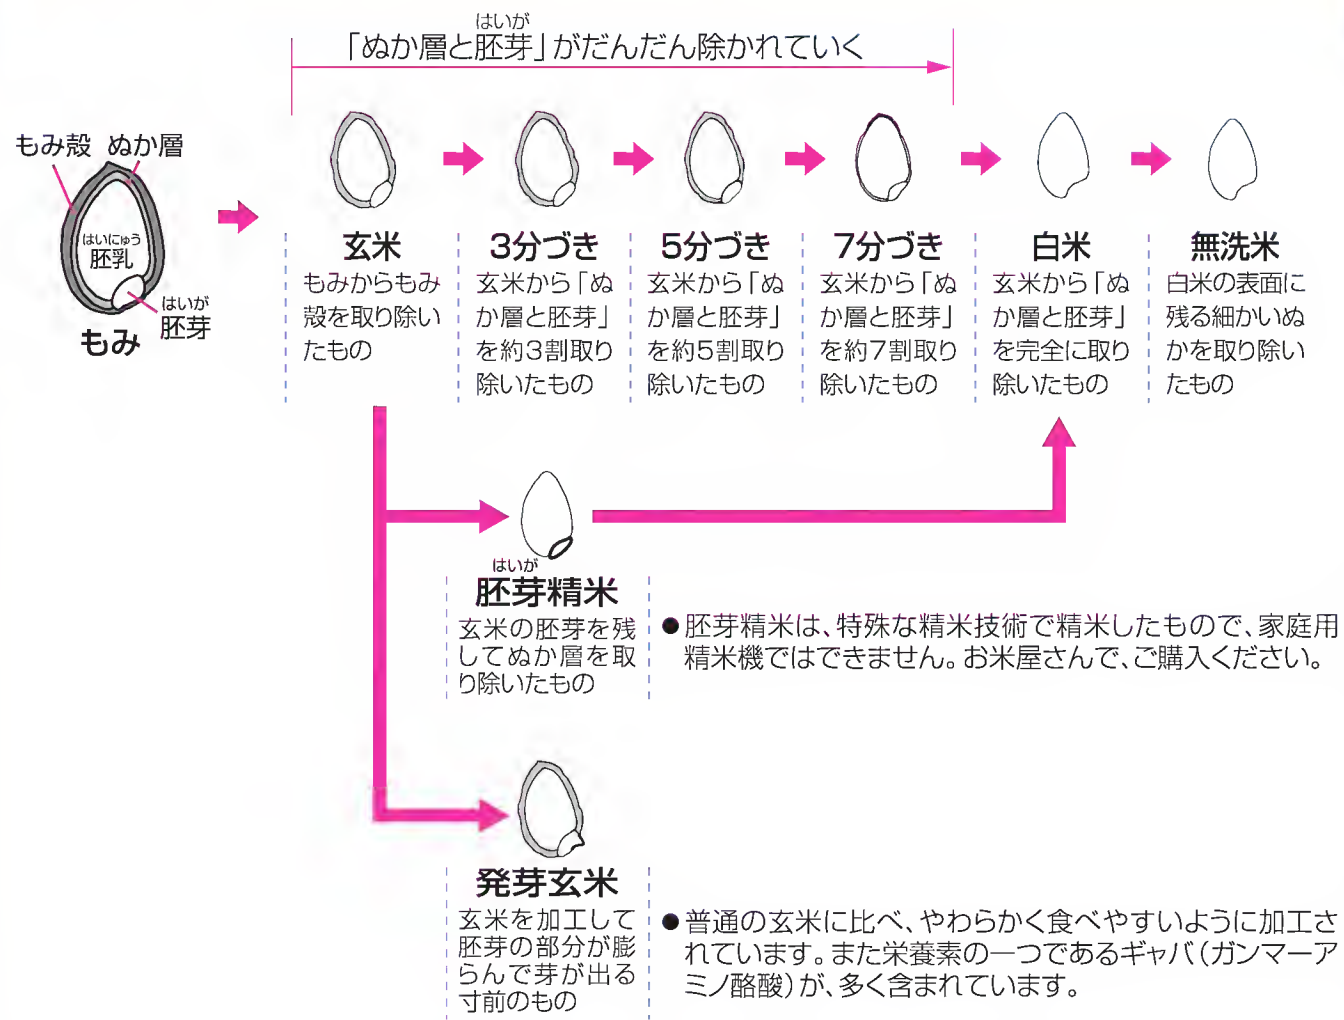 はいが
「ぬか層と胚芽」がだんだん除かれていく
もみ殻 ぬか層
はいにゅう
胚乳
はいが
胚芽
もみ
玄米
もみからもみ
殻を取り除い
たもの
3分づき
玄米から「ぬ
か層と胚芽」
を約3割取り
除いたもの
5分づき
玄米から「ぬ
か層と胚芽」
を約5割取り
除いたもの
7分づき
玄米から「ぬ
か層と胚芽」
を約7割取り
除いたもの
白米
玄米から「ぬ
か層と胚芽」
を完全に取り
除いたもの
無洗米
白米の表面に
残る細かいぬ
かを取り除い
たもの
はいが
胚芽精米
玄米の胚芽を残
してぬか層を取
り除いたもの
●胚芽精米は、特殊な精米技術で精米したもので、家庭用
精米機ではできません。お米屋さんで、ご購入ください。
発芽玄米
玄米を加工して
胚芽の部分が膨
らんで芽が出る
寸前のもの
●普通の玄米に比べ、やわらかく食べやすいように加工さ
れています。また栄養素の一つであるギャバ(ガンマーア
ミノ酪酸)が、多く含まれています。